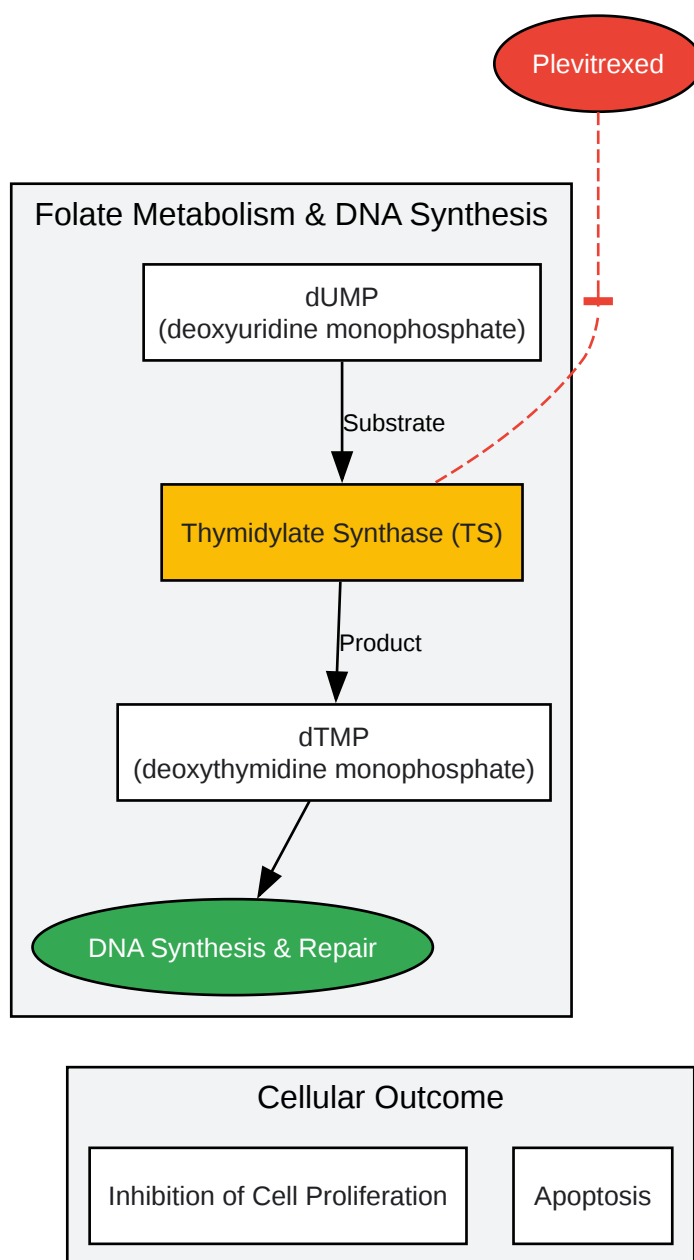 Plevitrexed
Folate Metabolism & DNA Synthesis
dUMP
(deoxyuridine monophosphate)
Substrate
Thymidylate Synthase (TS)
Product
dTMP
(deoxythymidine monophosphate)
DNA Synthesis & Repair
Cellular Outcome
Inhibition of Cell Proliferation
Apoptosis